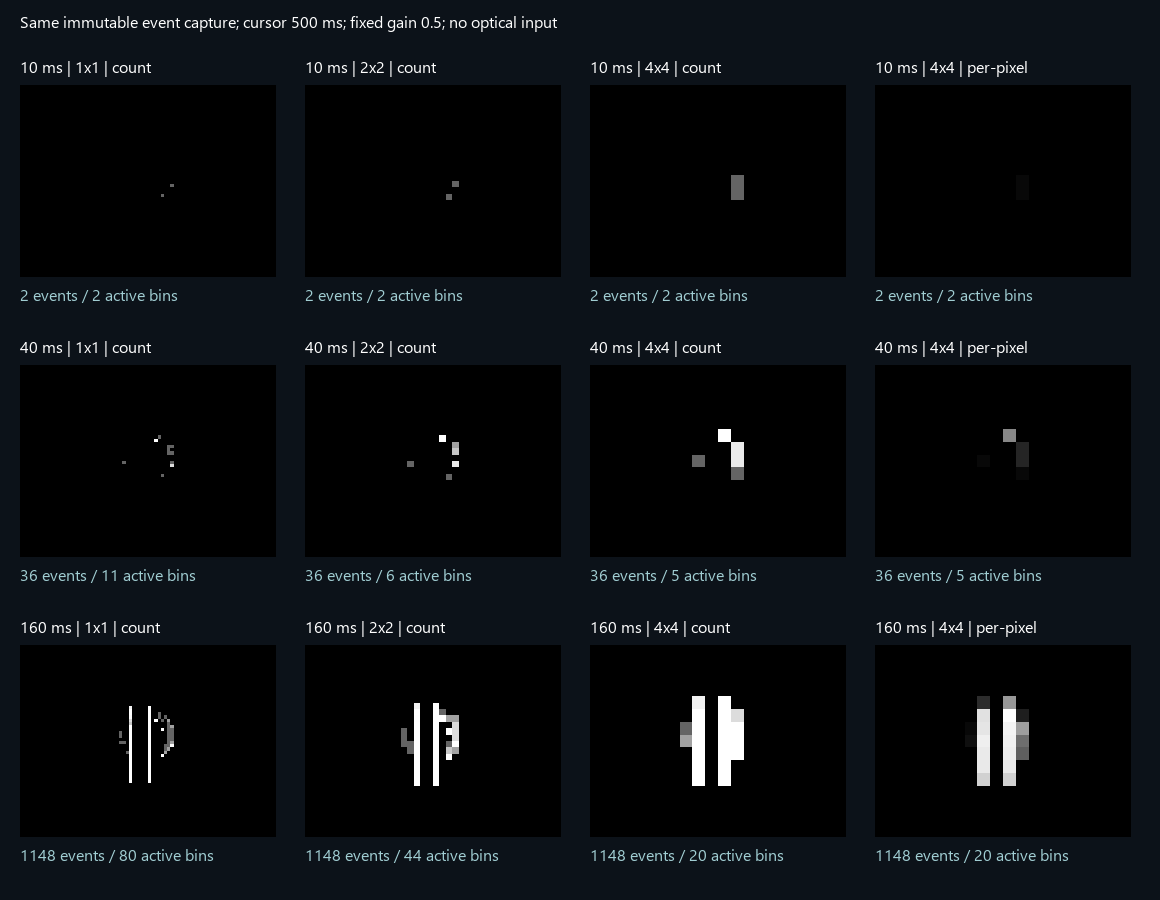 Same immutable event capture; cursor 500 ms; fixed gain 0.5; no optical input
10 ms | 1x1 | count
10 ms | 2x2 | count
10 ms | 4x4 | count
10 ms | 4x4 | per-pixel
2 events / 2 active bins
2 events / 2 active bins
2 events / 2 active bins
2 events / 2 active bins
40 ms | 1x1 | count
40 ms | 2x2 | count
40 ms | 4x4 | count
40 ms | 4x4 | per-pixel
36 events / 11 active bins
36 events / 6 active bins
36 events / 5 active bins
36 events / 5 active bins
160 ms | 1x1 | count
160 ms | 2x2 | count
160 ms | 4x4 | count
160 ms | 4x4 | per-pixel
1148 events / 80 active bins
1148 events / 44 active bins
1148 events / 20 active bins
1148 events / 20 active bins